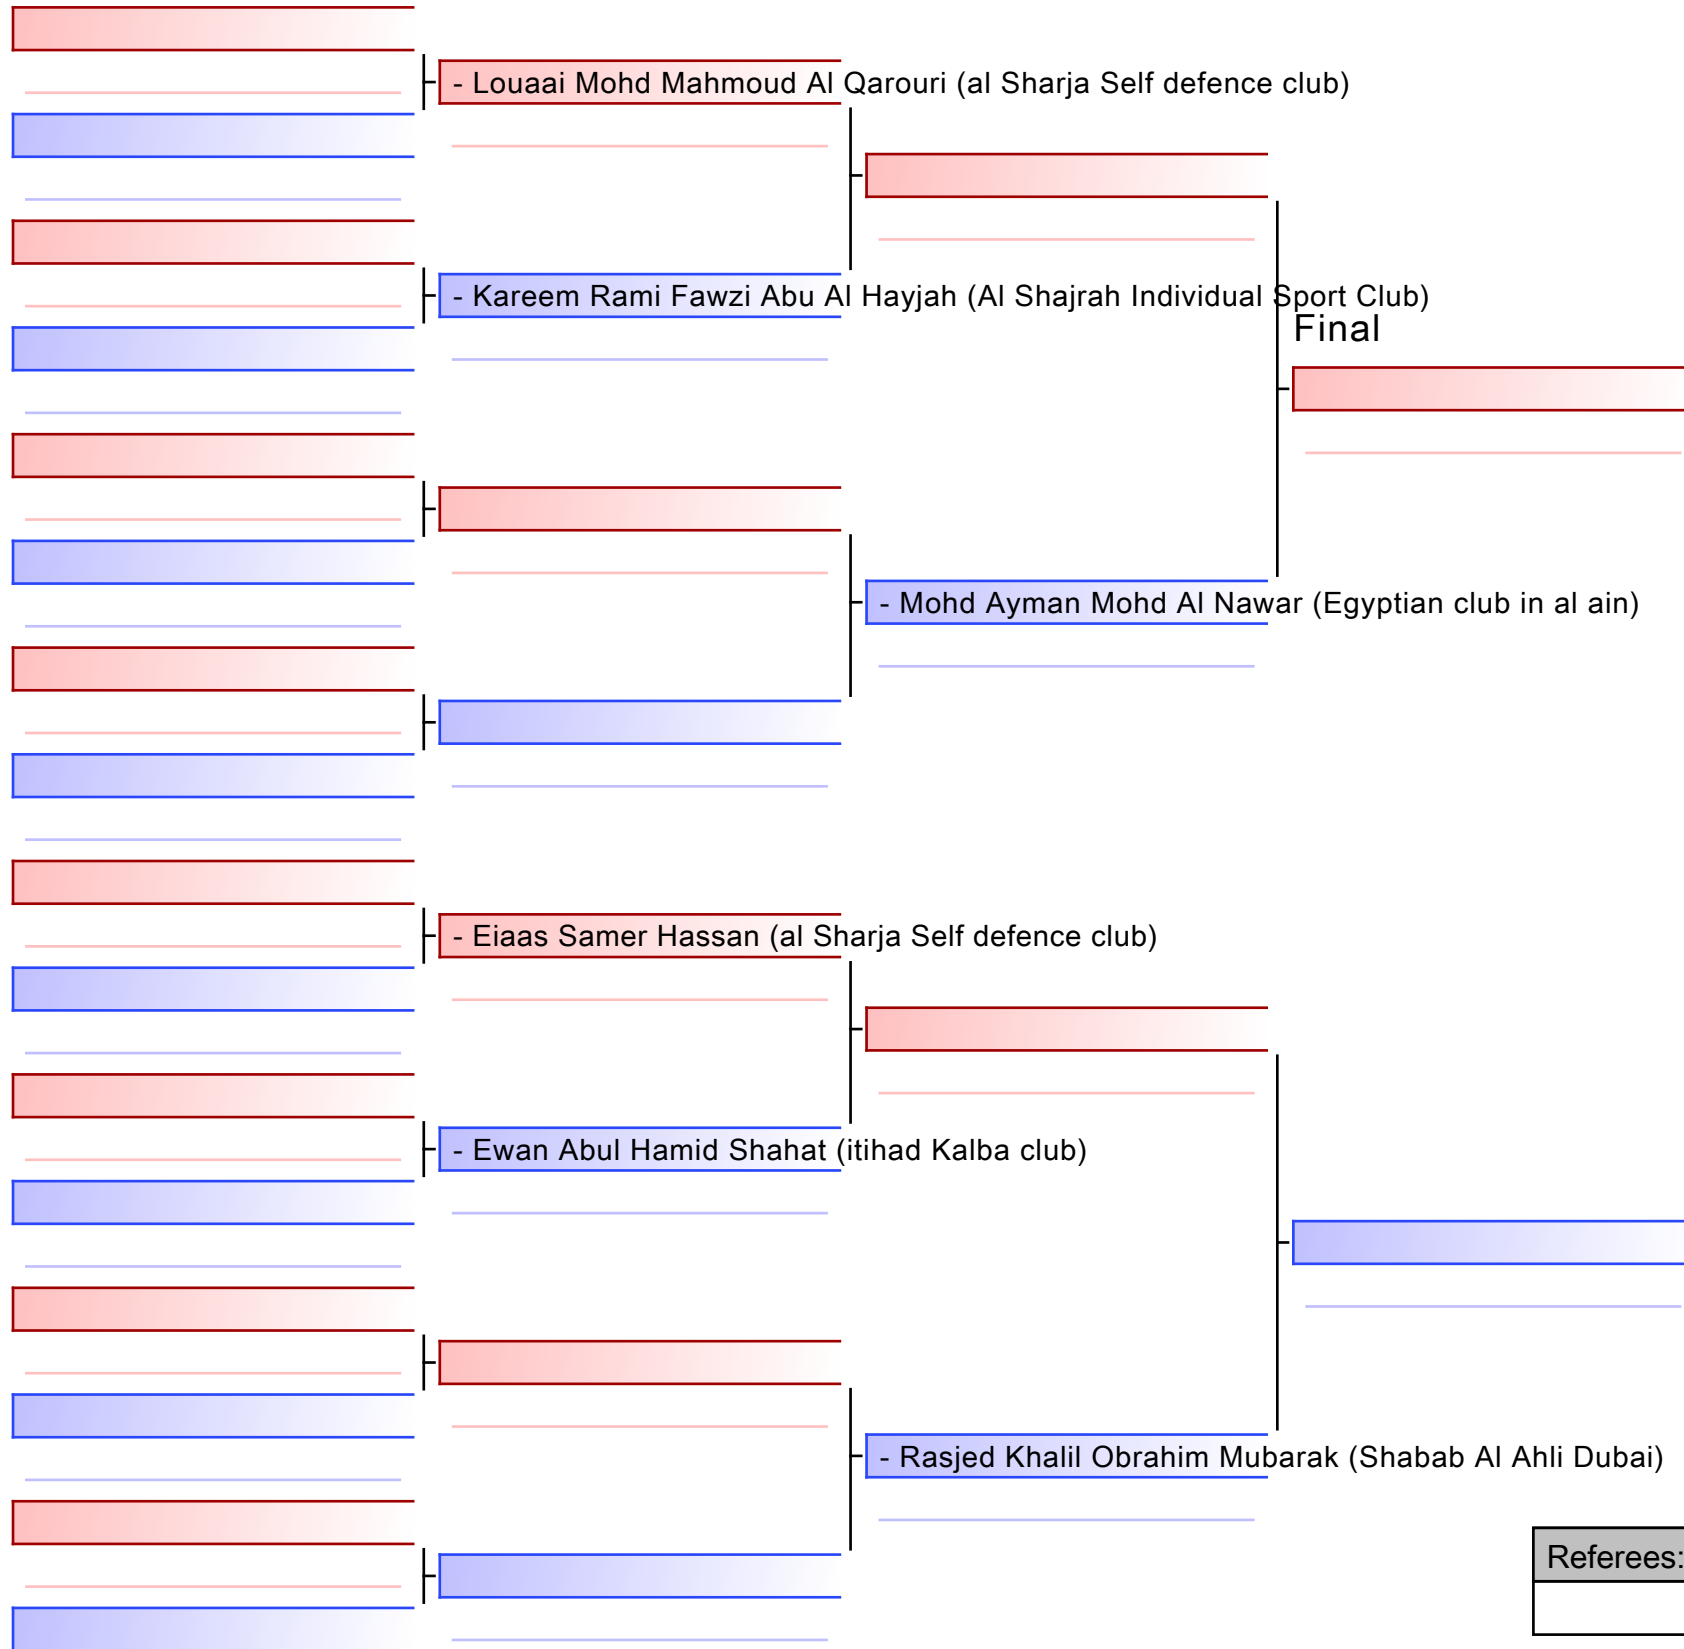 - Louaai Mohd Mahmoud Al Qarouri (al Sharja Self defence club)
- Kareem Rami Fawzi Abu Al Hayjah (Al Shajrah Individual Sport Club)
Final
- Mohd Ayman Mohd Al Nawar (Egyptian club in al ain)
- Eiaas Samer Hassan (al Sharja Self defence club)
- Ewan Abul Hamid Shahat (itihad Kalba club)
- Rasjed Khalil Obrahim Mubarak (Shabab Al Ahli Dubai)
Referees: